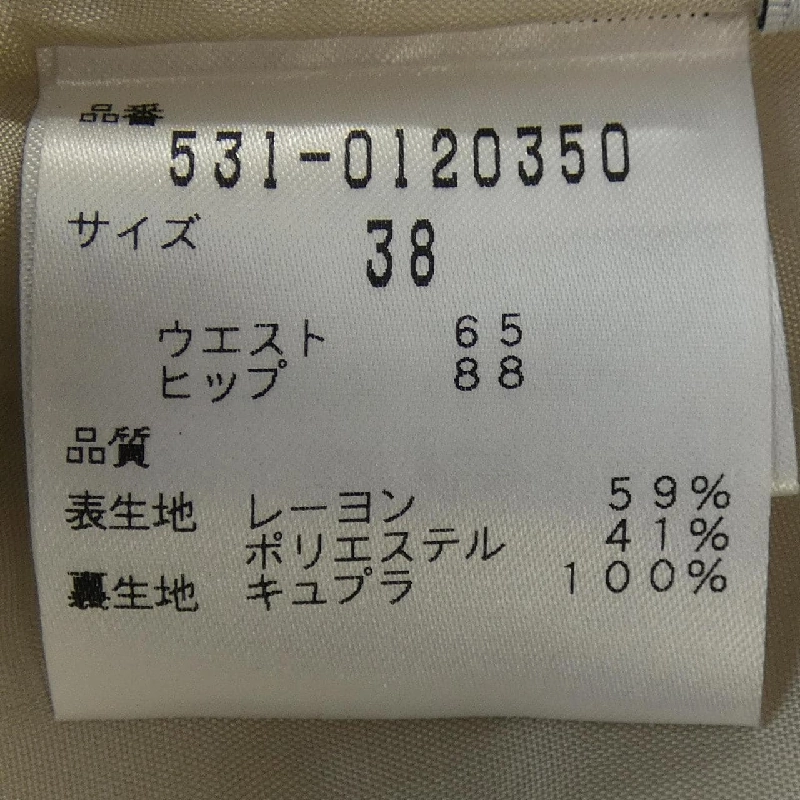 品番
531-0120350
サイズ 38
ウエスト 65
ヒップ 88
品質
表生地 レーヨン 59%
ポリエステル 41%
裏生地 キュプラ 100%